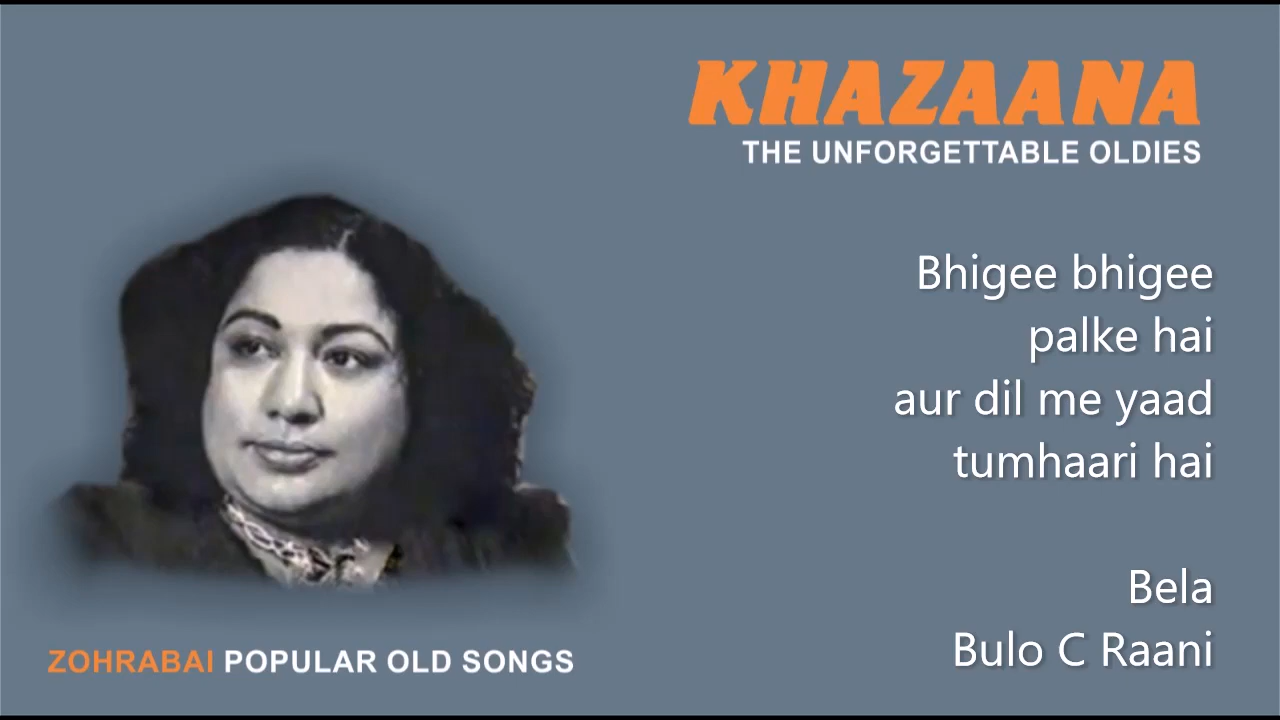 KHAZAANA
THE UNFORGETTABLE OLDIES
Bhigee bhigee
palke hai
aur dil me yaad
tumhaari hai
Bela
Bulo C Raani
ZOHRABAI POPULAR OLD SONGS